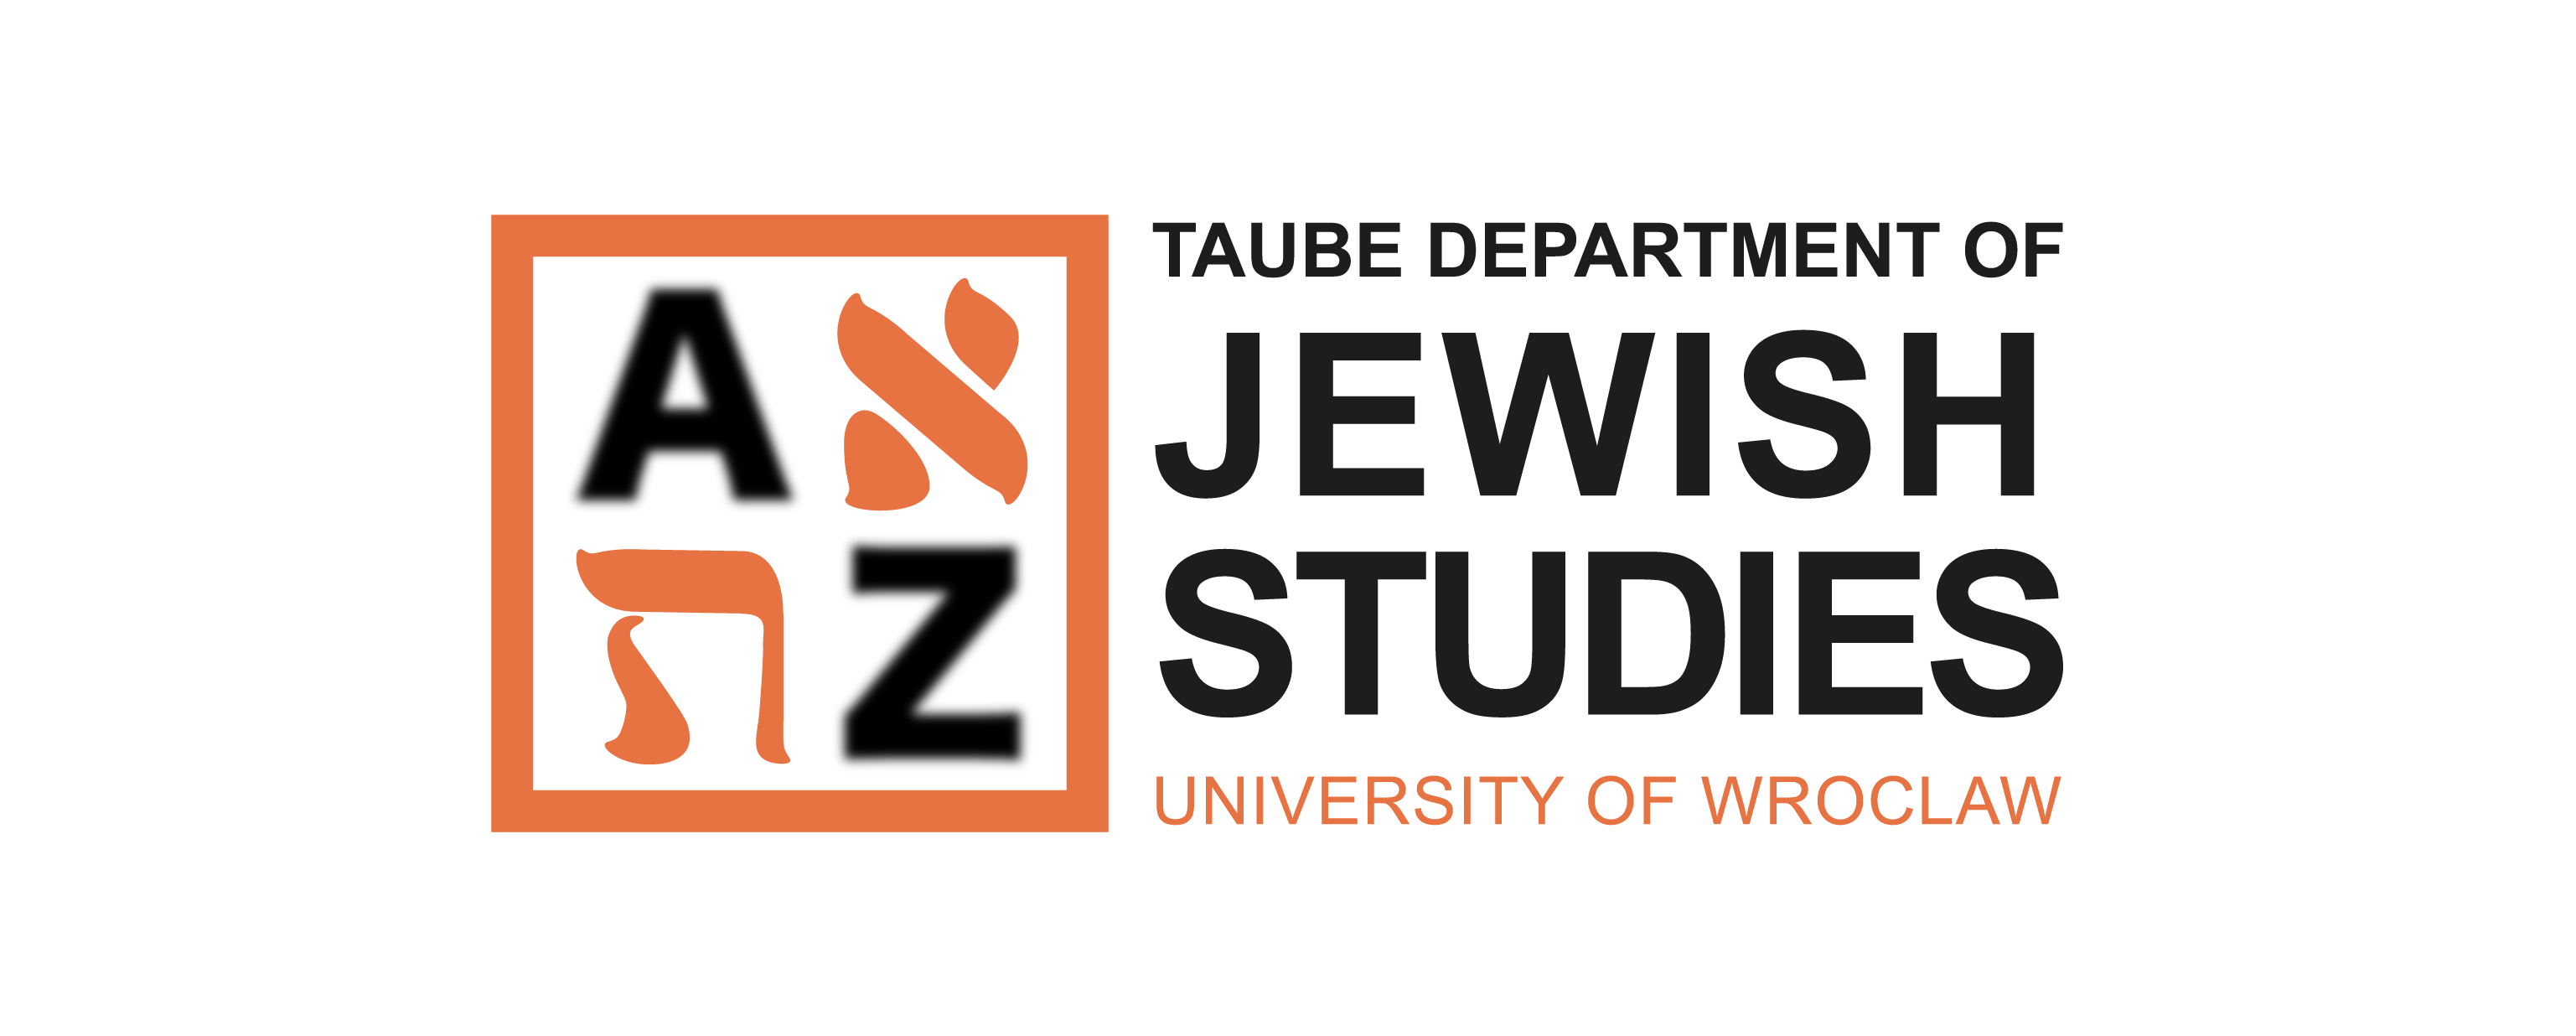 A א
ת Z
TAUBE DEPARTMENT OF
JEWISH
STUDIES
UNIVERSITY OF WROCLAW